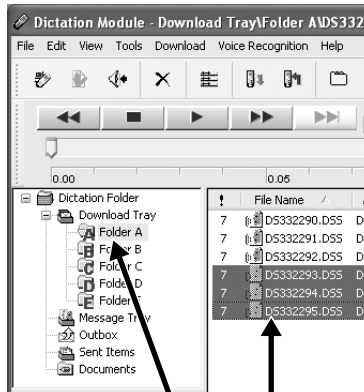 Dictation Module - Download Tray\Folder A\DS332
File Edit View Tools Download Voice Recognition Help
0.00 0.05
Dictation Folder
Download Tray
Folder A
Folder B
Folder C
Folder D
Message Tray
Outbox
Sent Items
Documents
! File Name
7 DS332290.DSS D
7 DS332291.DSS D
7 DS332292.DSS D
7 DS332293.DSS D
7 DS332294.DSS D
7 DS332295.DSS D